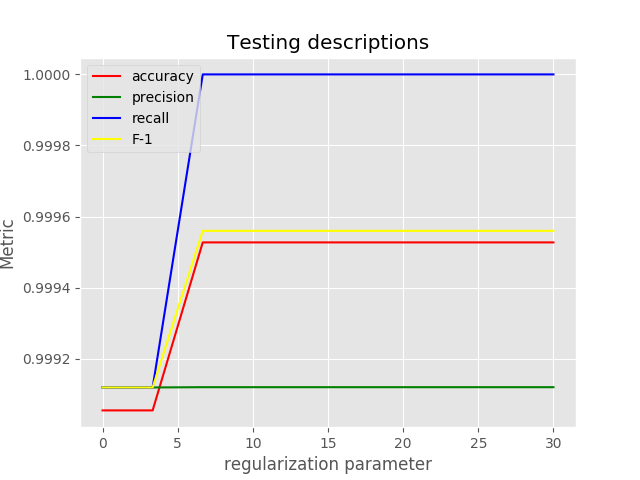 Testing descriptions
accuracy
precision
recall
F-1
1.0000
0.9998
0.9996
0.9994
0.9992
Metric
0 5 10 15 20 25 30
regularization parameter